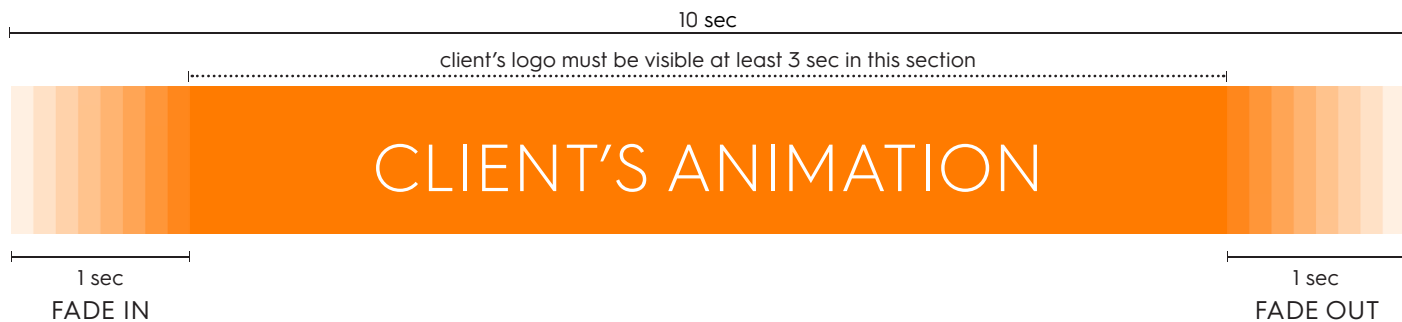 10 sec
client’s logo must be visible at least 3 sec in this section
CLIENT’S ANIMATION
1 sec
FADE IN
1 sec
FADE OUT